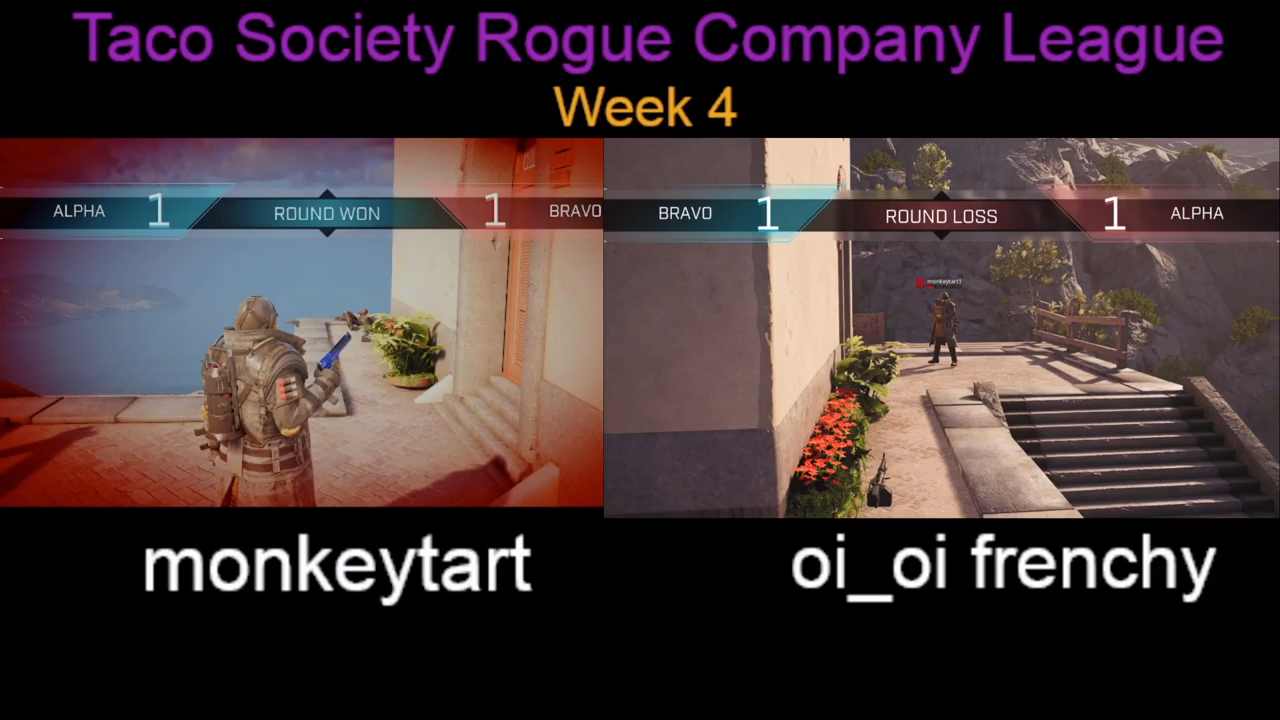 Taco Society Rogue Company League
Week 4
ALPHA 1 ROUND WON 1 BRAVO
BRAVO 1 ROUND LOSS 1 ALPHA
monkeytart1
monkeytart
oi_oi frenchy